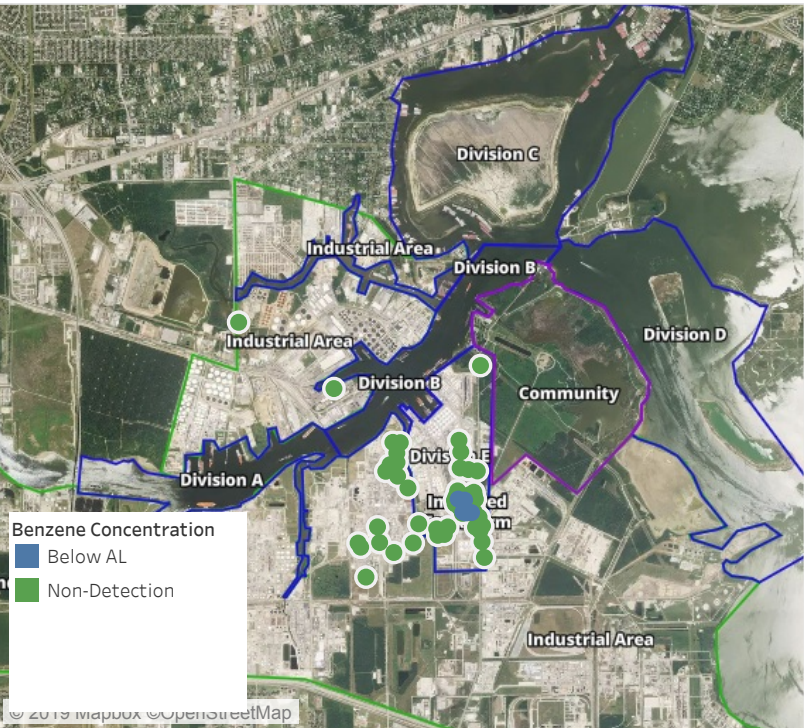 Division C
Industrial Area
Division B
Industrial Area
Division D
Division B
Community
Division A
Benzene Concentration
Below AL
Non-Detection
Industrial Area
© 2019 Mapbox ©OpenStreetMap